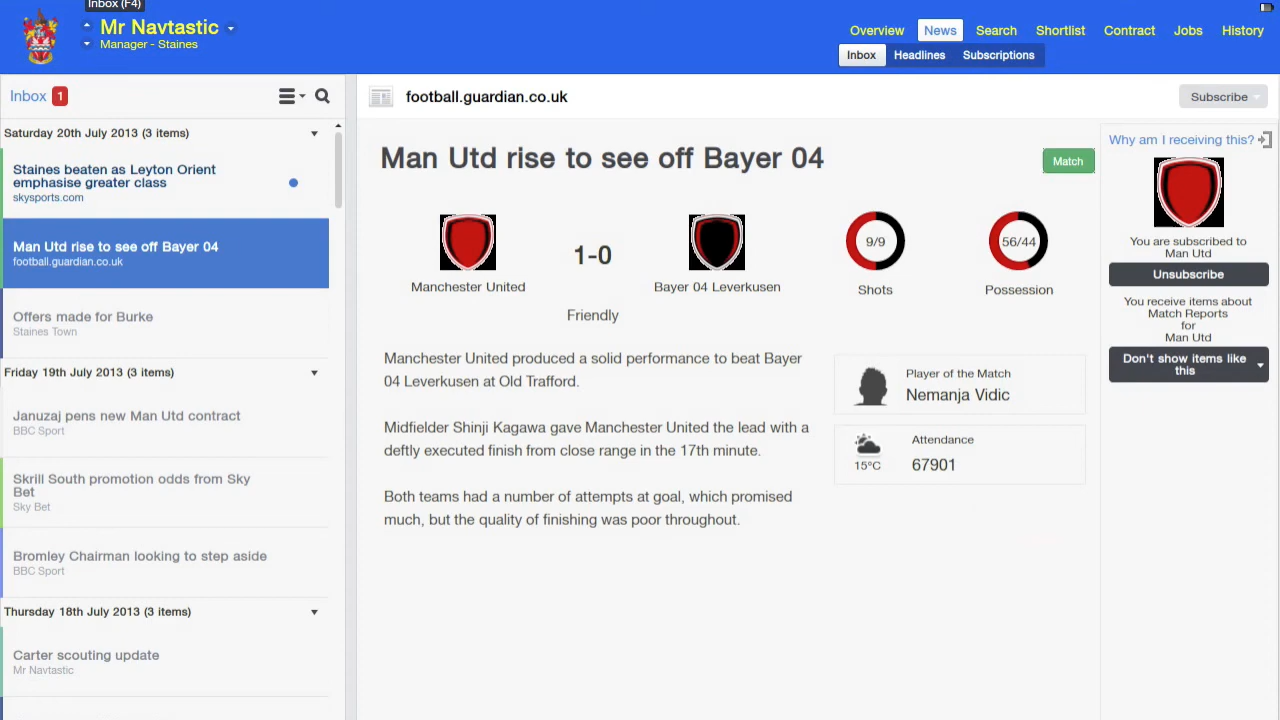 Inbox (F4)
Mr Navtastic
Manager - Staines
Overview
News
Search
Shortlist
Contract
Jobs
History
Inbox
Headlines
Subscriptions
Inbox 1
Saturday 20th July 2013 (3 items)
Staines beaten as Leyton Orient
emphasise greater class
skysports.com
Man Utd rise to see off Bayer 04
football.guardian.co.uk
Offers made for Burke
Staines Town
Friday 19th July 2013 (3 items)
Januzaj pens new Man Utd contract
BBC Sport
Skrill South promotion odds from Sky
Bet
Sky Bet
Bromley Chairman looking to step aside
BBC Sport
Thursday 18th July 2013 (3 items)
Carter scouting update
Mr Navtastic
football.guardian.co.uk
Subscribe
Man Utd rise to see off Bayer 04
Match
1-0
Manchester United
Bayer 04 Leverkusen
Friendly
9/9
Shots
56/44
Possession
Manchester United produced a solid performance to beat Bayer
04 Leverkusen at Old Trafford.
Midfielder Shinji Kagawa gave Manchester United the lead with a
deftly executed finish from close range in the 17th minute.
Both teams had a number of attempts at goal, which promised
much, but the quality of finishing was poor throughout.
Player of the Match
Nemanja Vidic
Attendance
15°C
67901
Why am I receiving this?
You are subscribed to
Man Utd
Unsubscribe
You receive items about
Match Reports
for
Man Utd
Don't show items like
this